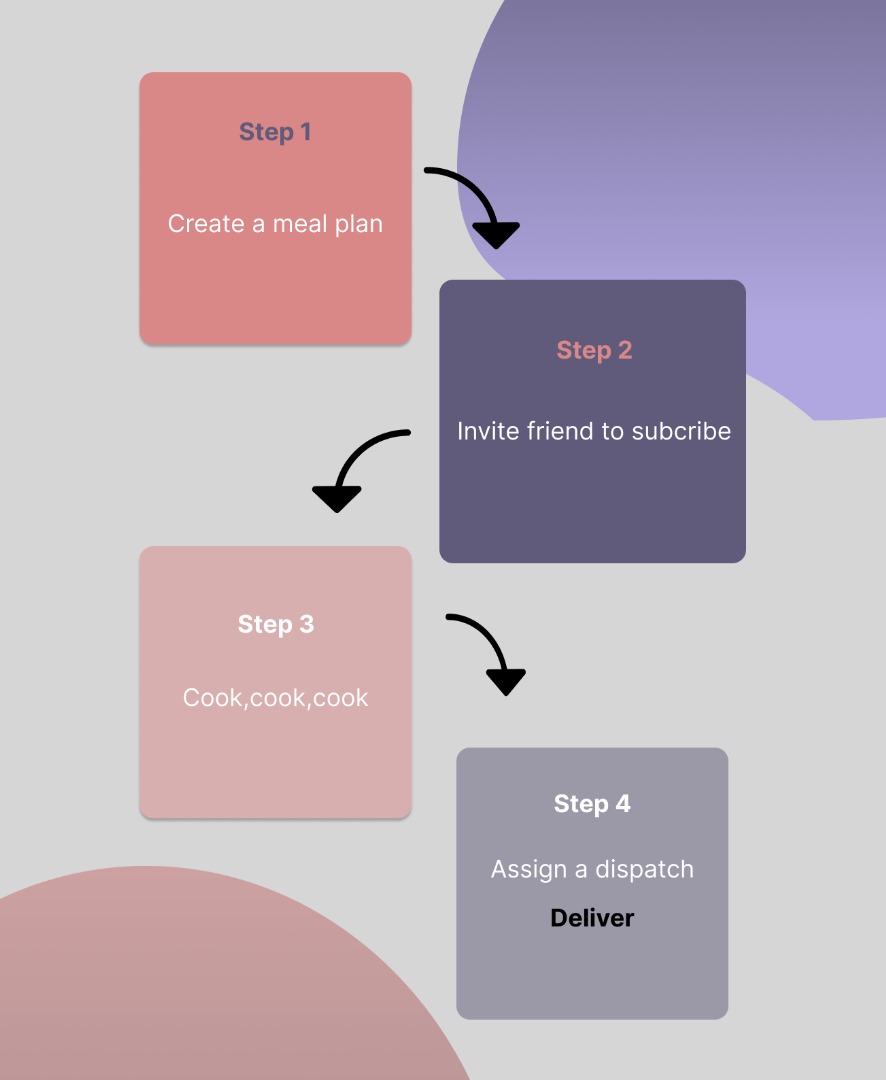 Step 1
Create a meal plan
Step 2
Invite friend to subcribe
Step 3
Cook,cook,cook
Step 4
Assign a dispatch
Deliver